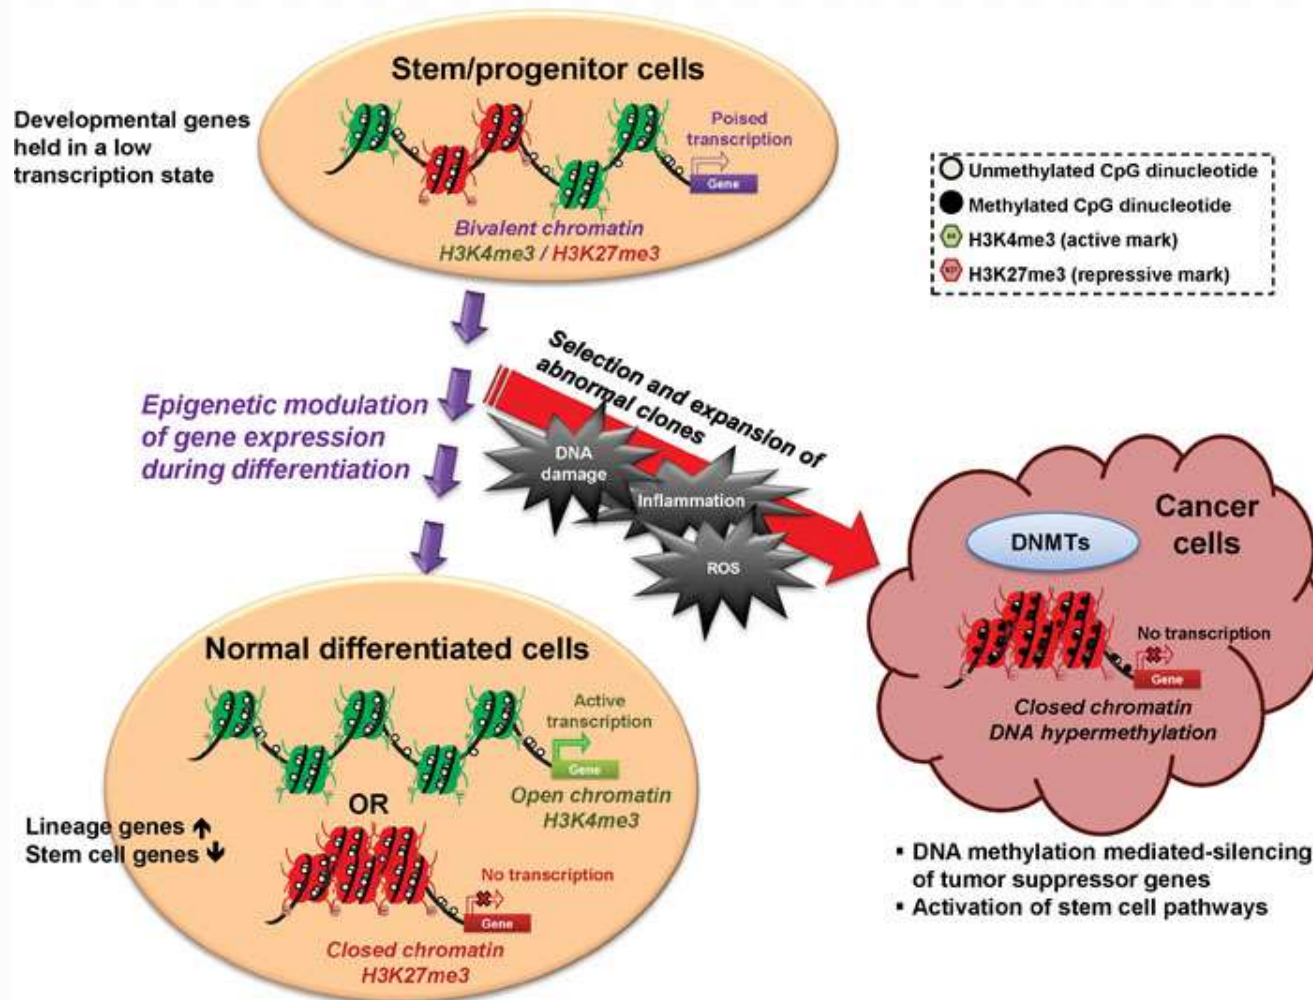 Stem/progenitor cells
Developmental genes
held in a low
transcription state
Poised
transcription
Gene
Bivalent chromatin
H3K4me3 / H3K27me3
Unmethylated CpG dinucleotide
Methylated CpG dinucleotide
H3K4me3 (active mark)
H3K27me3 (repressive mark)
Epigenetic modulation
of gene expression
during differentiation
Selection and expansion of
abnormal clones
DNA
damage
Inflammation
ROS
Cancer
cells
DNMTs
No transcription
Gene
Closed chromatin
DNA hypermethylation
Normal differentiated cells
Active
transcription
Gene
Open chromatin
H3K4me3
OR
Lineage genes ↑
Stem cell genes ↓
No transcription
Gene
Closed chromatin
H3K27me3
▪ DNA methylation mediated-silencing
of tumor suppressor genes
▪ Activation of stem cell pathways